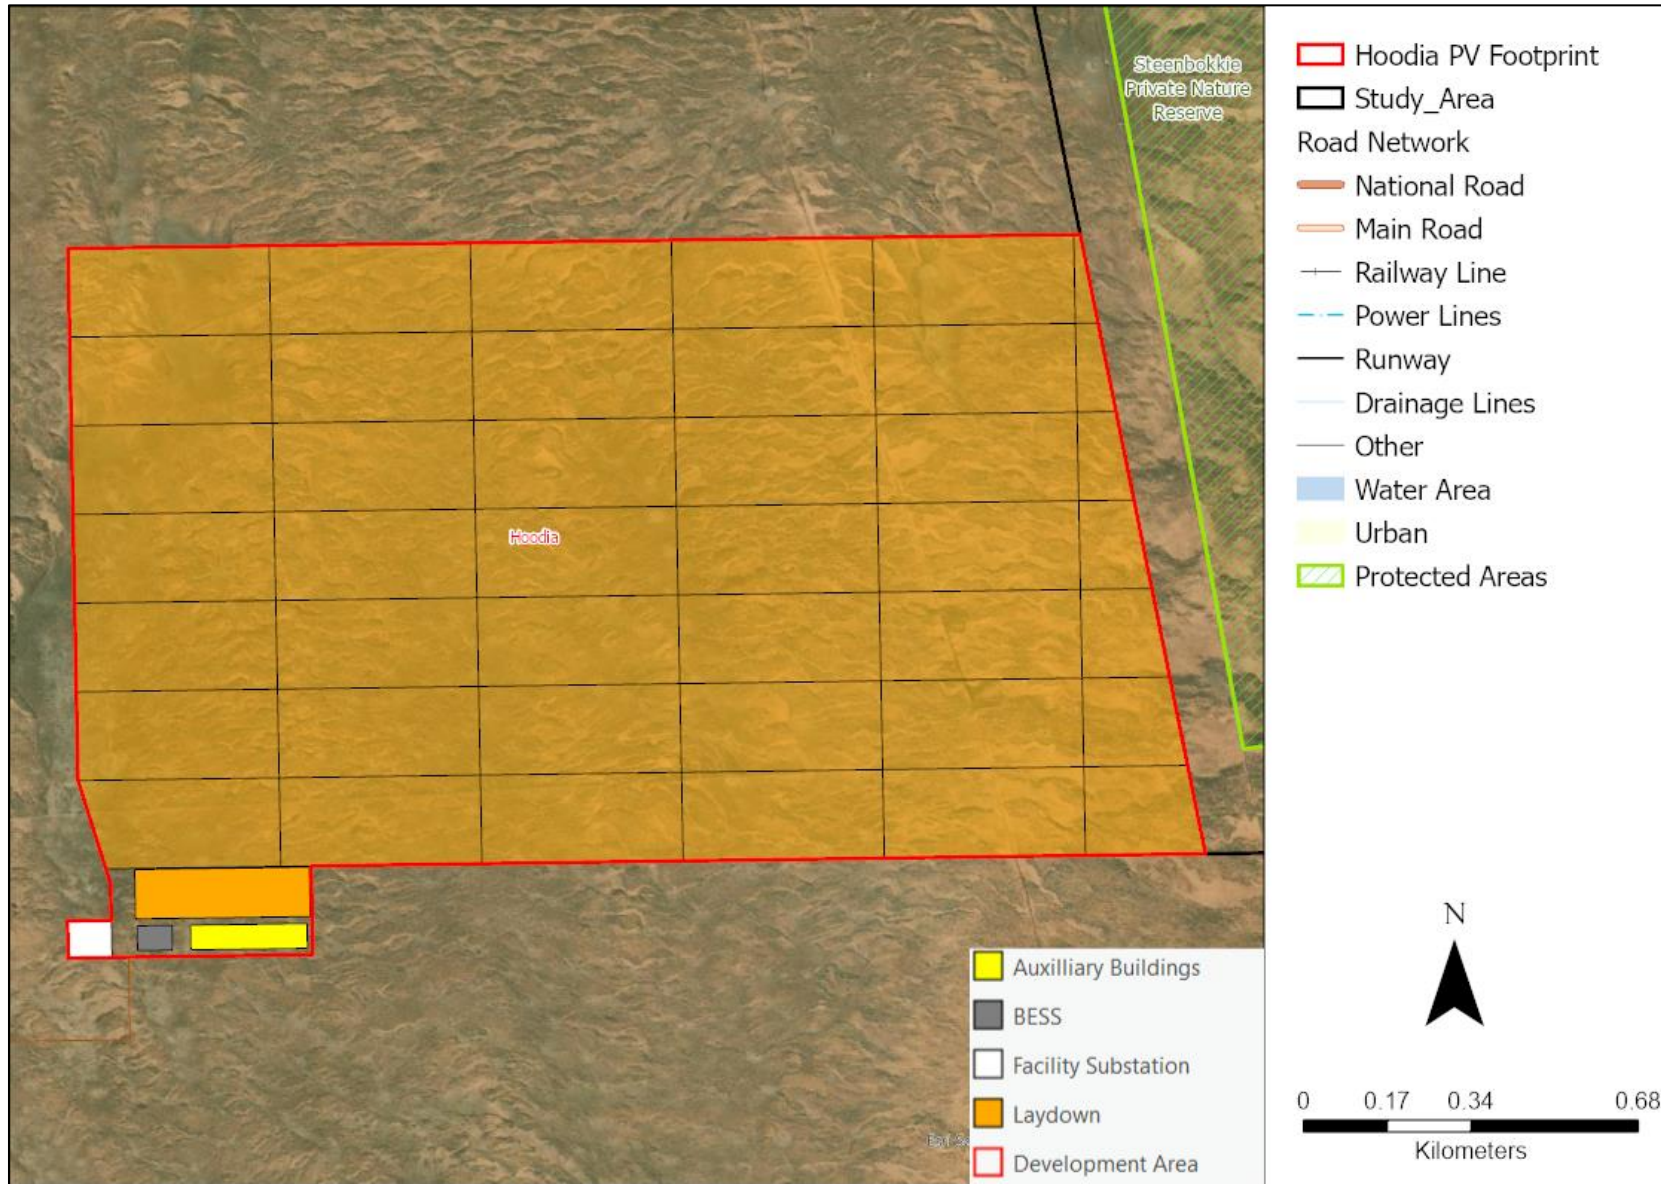 Steenbokkie
Private Nature
Reserve
Hoodia
Hoodia PV Footprint
Study_Area
Road Network
National Road
Main Road
Railway Line
Power Lines
Runway
Drainage Lines
Other
Water Area
Urban
Protected Areas
N
0 0.17 0.34 0.68
Kilometers
Auxilliary Buildings
BESS
Facility Substation
Laydown
Development Area